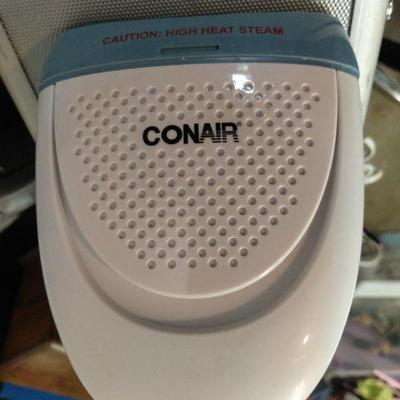 CAUTION: HIGH HEAT STEAM
CONAIR